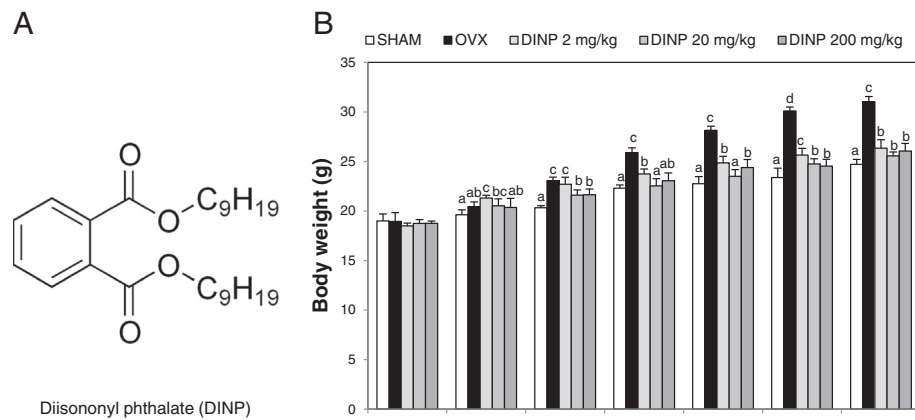 A
O
O
C9H19
O
C9H19
O
Diisononyl phthalate (DINP)
B
SHAM OVX DINP 2 mg/kg DINP 20 mg/kg DINP 200 mg/kg
Body weight (g)
35
30
25
20
15
10
5
0
a ab c bc ab
a c c b b
a c b a ab
a c b a b
a d c b b
a c b b b